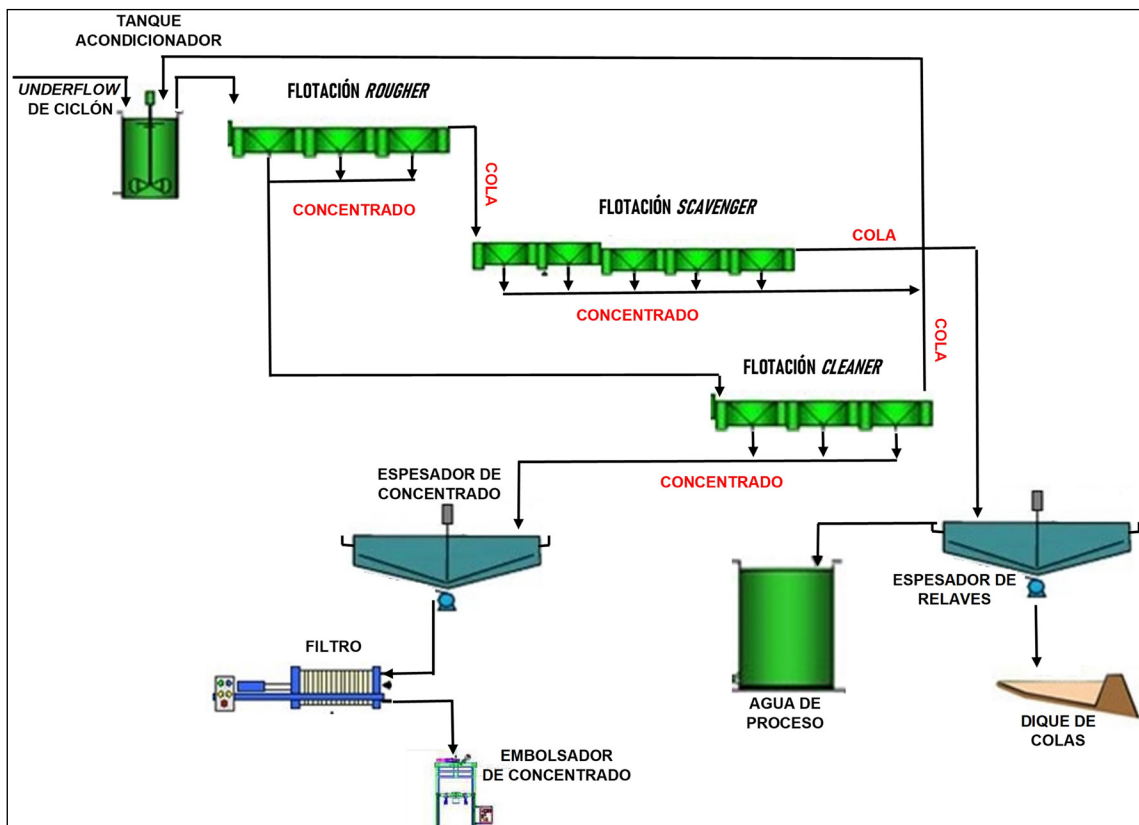 TANQUE
ACONDICIONADOR
UNDERFLOW
DE CICLÓN
FLOTACIÓN ROUGHER
COLA
CONCENTRADO
FLOTACIÓN SCAVENGER
COLA
CONCENTRADO
COLA
FLOTACIÓN CLEANER
CONCENTRADO
ESPESADOR DE
CONCENTRADO
ESPESADOR DE
RELAVES
FILTRO
AGUA DE
PROCESO
DIQUE DE
COLAS
EMBOLSADOR
DE CONCENTRADO